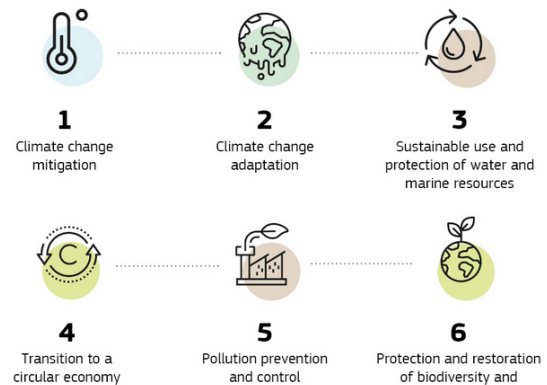 1
Climate change
mitigation
2
Climate change
adaptation
3
Sustainable use and
protection of water and
marine resources
C
4
Transition to a
circular economy
5
Pollution prevention
and control
6
Protection and restoration
of biodiversity and